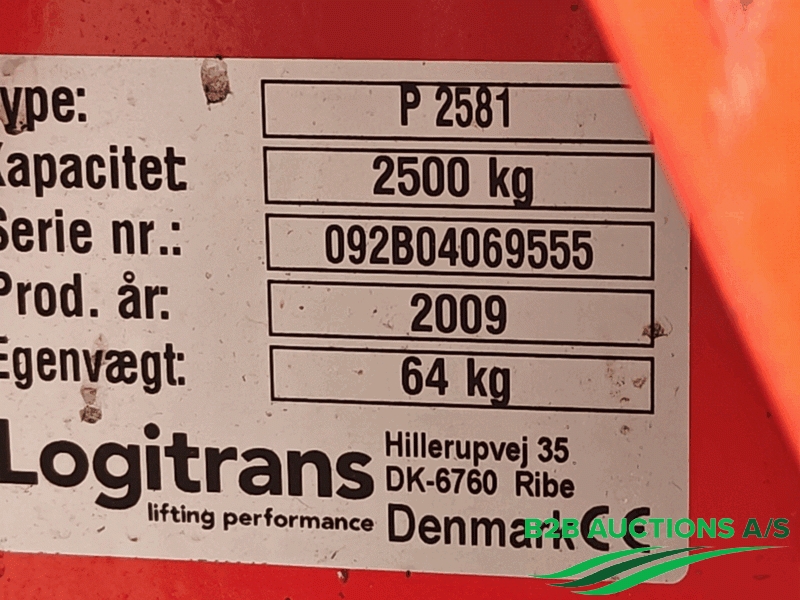 ype: P 2581
Kapacitet 2500 kg
Serie nr.: 092B04069555
Prod. år: 2009
Egenvægt: 64 kg
Logitrans Hillerupvej 35
DK-6760 Ribe
lifting performance Denmark CE
B2B AUCTIONS A/S